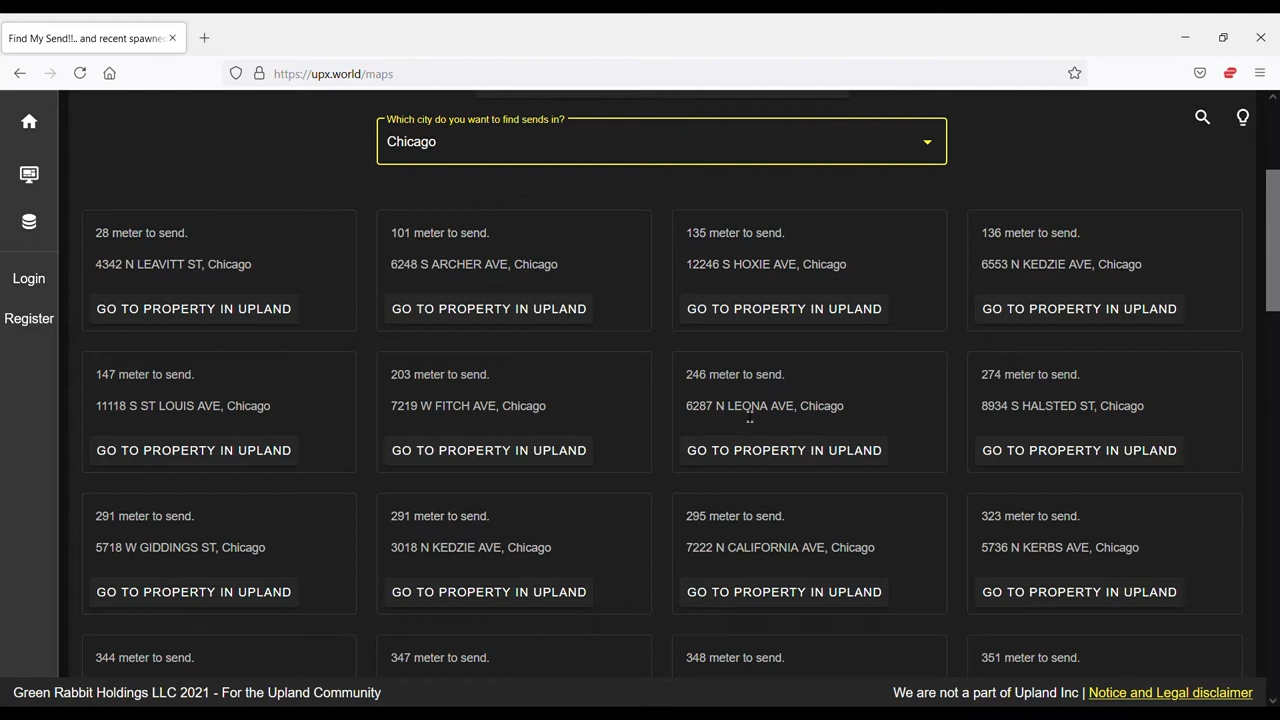 Find My Send!!.. and recent spawne
https://upx.world/maps
Which city do you want to find sends in?
Chicago
Login
Register
28 meter to send.
4342 N LEAVITT ST, Chicago
GO TO PROPERTY IN UPLAND
101 meter to send.
6248 S ARCHER AVE, Chicago
GO TO PROPERTY IN UPLAND
135 meter to send.
12246 S HOXIE AVE, Chicago
GO TO PROPERTY IN UPLAND
136 meter to send.
6553 N KEDZIE AVE, Chicago
GO TO PROPERTY IN UPLAND
147 meter to send.
11118 S ST LOUIS AVE, Chicago
GO TO PROPERTY IN UPLAND
203 meter to send.
7219 W FITCH AVE, Chicago
GO TO PROPERTY IN UPLAND
246 meter to send.
6287 N LEONA AVE, Chicago
GO TO PROPERTY IN UPLAND
274 meter to send.
8934 S HALSTED ST, Chicago
GO TO PROPERTY IN UPLAND
291 meter to send.
5718 W GIDDINGS ST, Chicago
GO TO PROPERTY IN UPLAND
291 meter to send.
3018 N KEDZIE AVE, Chicago
GO TO PROPERTY IN UPLAND
295 meter to send.
7222 N CALIFORNIA AVE, Chicago
GO TO PROPERTY IN UPLAND
323 meter to send.
5736 N KERBS AVE, Chicago
GO TO PROPERTY IN UPLAND
344 meter to send.
347 meter to send.
348 meter to send.
351 meter to send.
Green Rabbit Holdings LLC 2021 - For the Upland Community
We are not a part of Upland Inc | Notice and Legal disclaimer